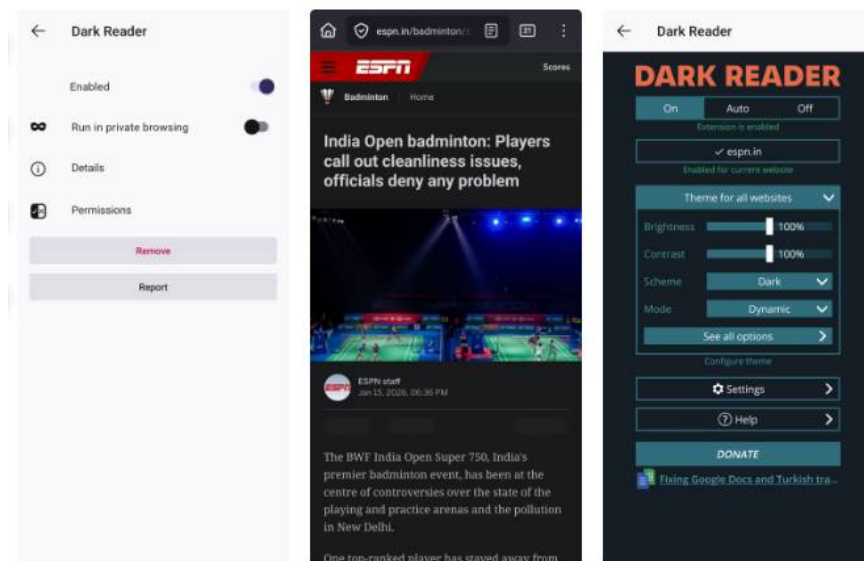 Dark Reader
Enabled
Run in private browsing
Details
Permissions
Remove
Report
espn.in/badminton/
21
ESPN
Scores
Badminton
Home
India Open badminton: Players
call out cleanliness issues,
officials deny any problem
ESPN
ESPN staff
Jan 15, 2026, 06:36 PM
The BWF India Open Super 750, India's
premier badminton event, has been at the
centre of controversies over the state of the
playing and practice arenas and the pollution
in New Delhi.
One top-ranked player has stayed away from
Dark Reader
DARK READER
On Auto Off
Extension is enabled
espn.in
Enabled for current website
Theme for all websites
Brightness 100%
Contrast 100%
Scheme Dark
Mode Dynamic
See all options
Configure theme
Settings
Help
DONATE
Fixing Google Docs and Turkish tra...